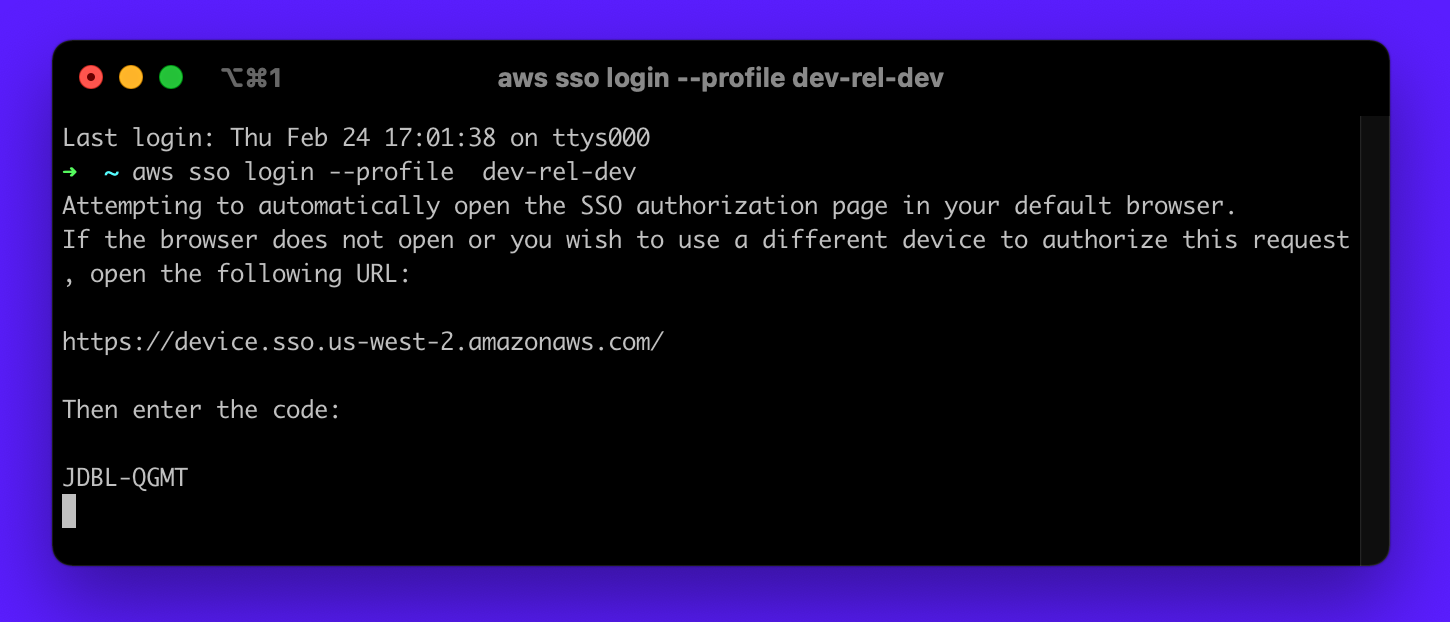 ⌥⌘1
aws sso login --profile dev-rel-dev
Last login: Thu Feb 24 17:01:38 on ttys000
➜  ~ aws sso login --profile  dev-rel-dev
Attempting to automatically open the SSO authorization page in your default browser.
If the browser does not open or you wish to use a different device to authorize this request
, open the following URL:
https://device.sso.us-west-2.amazonaws.com/
Then enter the code:
JDBL-QGMT